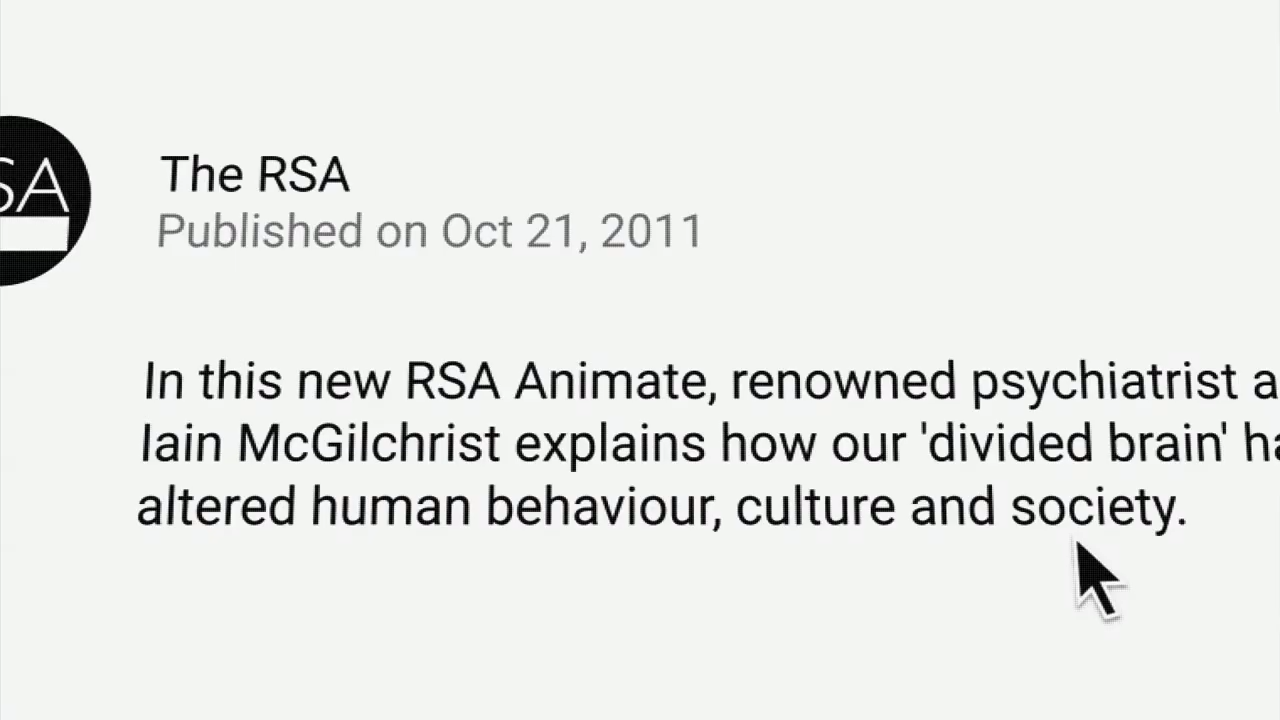 SA
The RSA
Published on Oct 21, 2011
In this new RSA Animate, renowned psychiatrist
Iain McGilchrist explains how our 'divided brain'
altered human behaviour, culture and society.